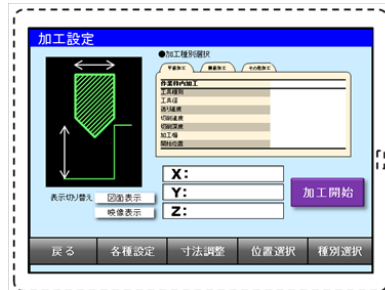 加工設定
●加工種別選択
平面加工 側面加工 その他加工
作業枠内加工
工具種別
工具径
送り速度
切削速度
切削深度
加工幅
開始位置
X:
Y:
Z:
表示切り替え 図面表示
映像表示
加工開始
戻る 各種設定 寸法調整 位置選択 種別選択